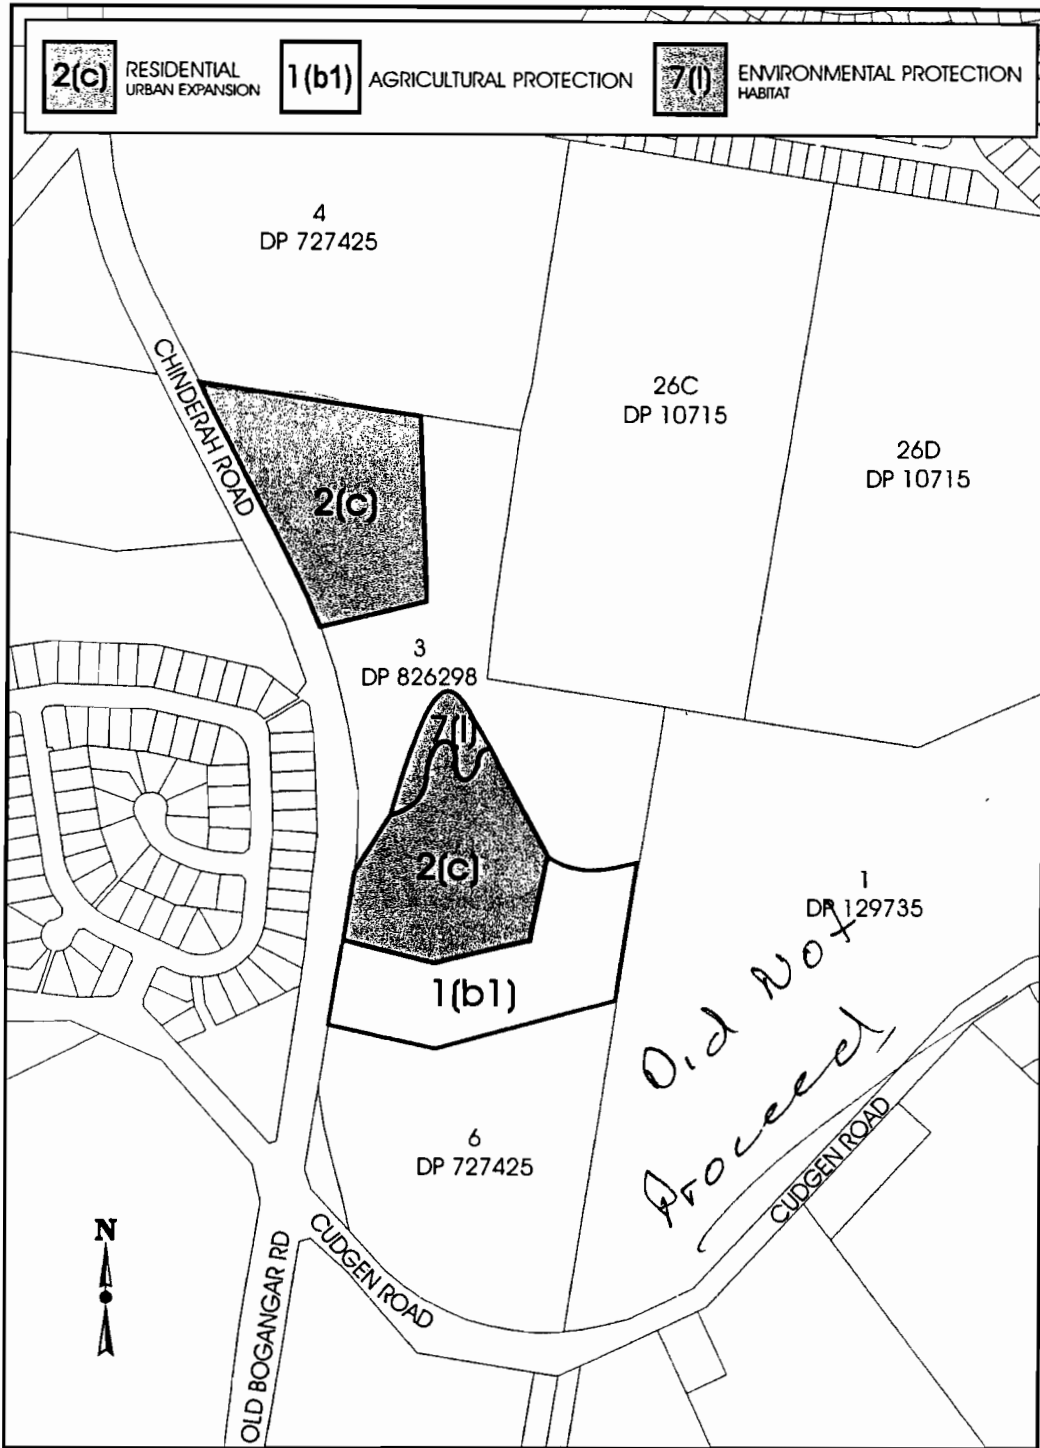 2(c) RESIDENTIAL
URBAN EXPANSION
1(b1) AGRICULTURAL PROTECTION
7(l) ENVIRONMENTAL PROTECTION
HABITAT
4
DP 727425
CHINDERAH ROAD
26C
DP 10715
26D
DP 10715
2(c)
3
DP 826298
7(l)
2(c)
1
DP 129735
1(b1)
Did Not
Proceed
6
DP 727425
CUDGEN ROAD
N
CUDGEN ROAD
OLD BOGANGAR RD